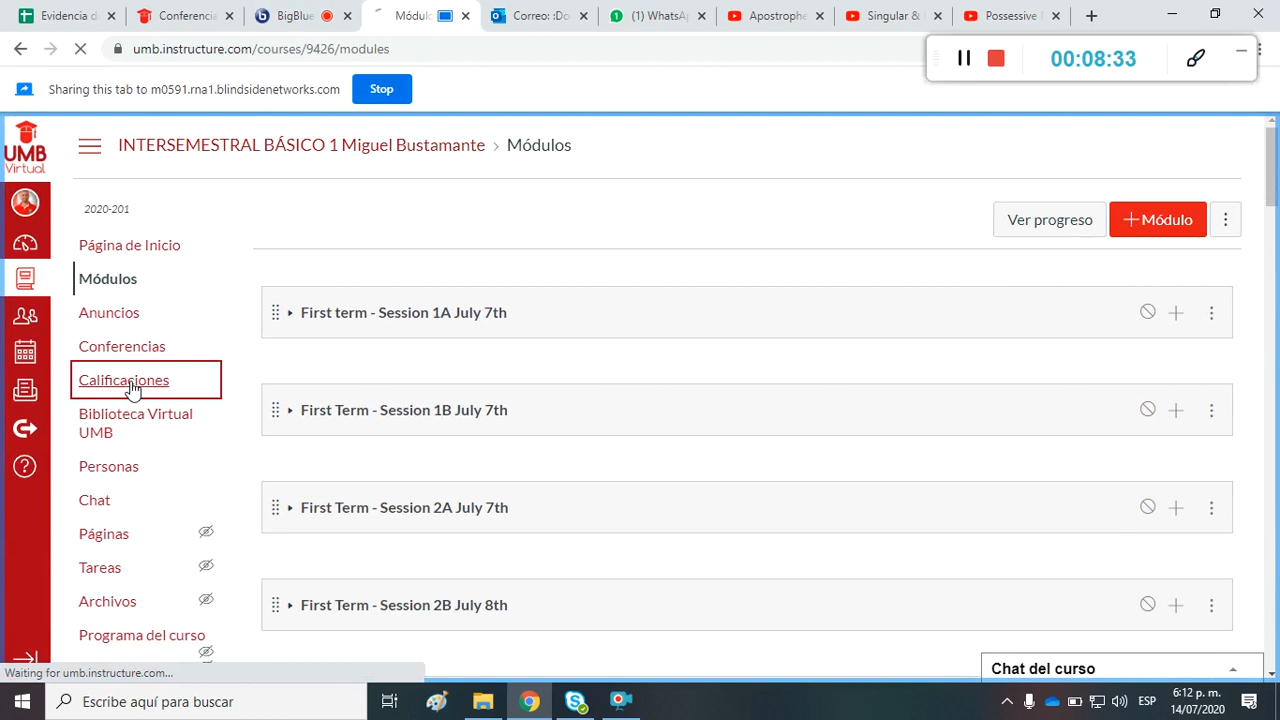 Evidencia d
Conferencia
BigBlue
Módulo
Correo: :Do
(1) WhatsA
Apostrophe
Singular &
Possessive
umb.instructure.com/courses/9426/modules
00:08:33
Sharing this tab to m0591.rna1.blindsidenetworks.com
Stop
UMB
Virtual
INTERSEMESTRAL BÁSICO 1 Miguel Bustamante > Módulos
2020-201
Ver progreso
+Módulo
Página de Inicio
Módulos
Anuncios
Conferencias
Calificaciones
Biblioteca Virtual
UMB
Personas
Chat
Páginas
Tareas
Archivos
Programa del curso
First term - Session 1A July 7th
First Term - Session 1B July 7th
First Term - Session 2A July 7th
First Term - Session 2B July 8th
Chat del curso
Waiting for umb.instructure.com...
Escribe aquí para buscar
ESP
6:12 p. m.
14/07/2020